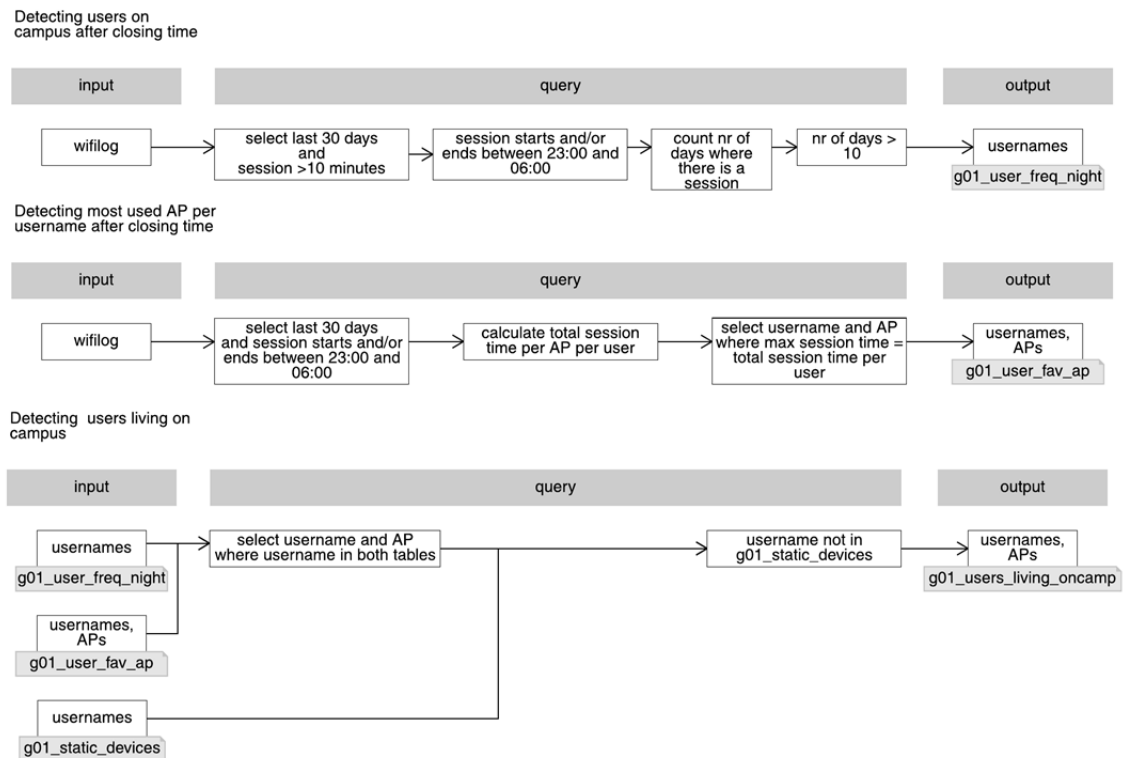 Detecting users on
campus after closing time
input
query
output
wifilog
select last 30 days
and
session >10 minutes
session starts and/or
ends between 23:00 and
06:00
count nr of
days where
there is a
session
nr of days >
10
usernames
g01_user_freq_night
Detecting most used AP per
username after closing time
input
query
output
wifilog
select last 30 days
and session starts and/or
ends between 23:00 and
06:00
calculate total session
time per AP per user
select username and AP
where max session time =
total session time per
user
usernames,
APs
g01_user_fav_ap
Detecting  users living on
campus
input
query
output
usernames
g01_user_freq_night
select username and AP
where username in both tables
username not in
g01_static_devices
usernames,
APs
g01_users_living_oncamp
usernames,
APs
g01_user_fav_ap
usernames
g01_static_devices